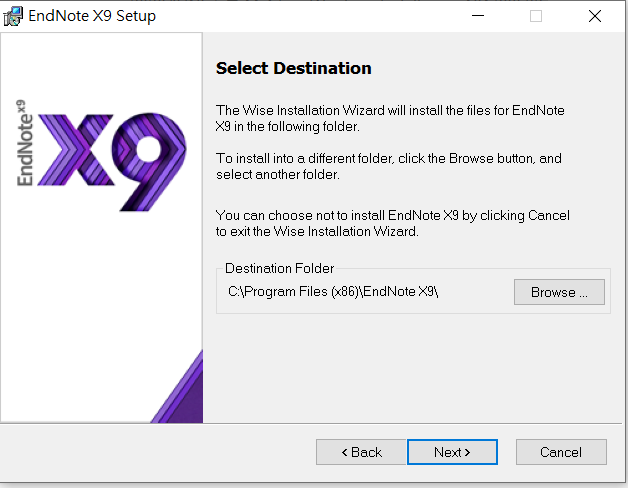 EndNote X9 Setup
EndNote x9
X9
Select Destination
The Wise Installation Wizard will install the files for EndNote
X9 in the following folder.
To install into a different folder, click the Browse button, and
select another folder.
You can choose not to install EndNote X9 by clicking Cancel
to exit the Wise Installation Wizard.
Destination Folder
C:\Program Files (x86)\EndNote X9\
Browse ...
< Back
Next >
Cancel